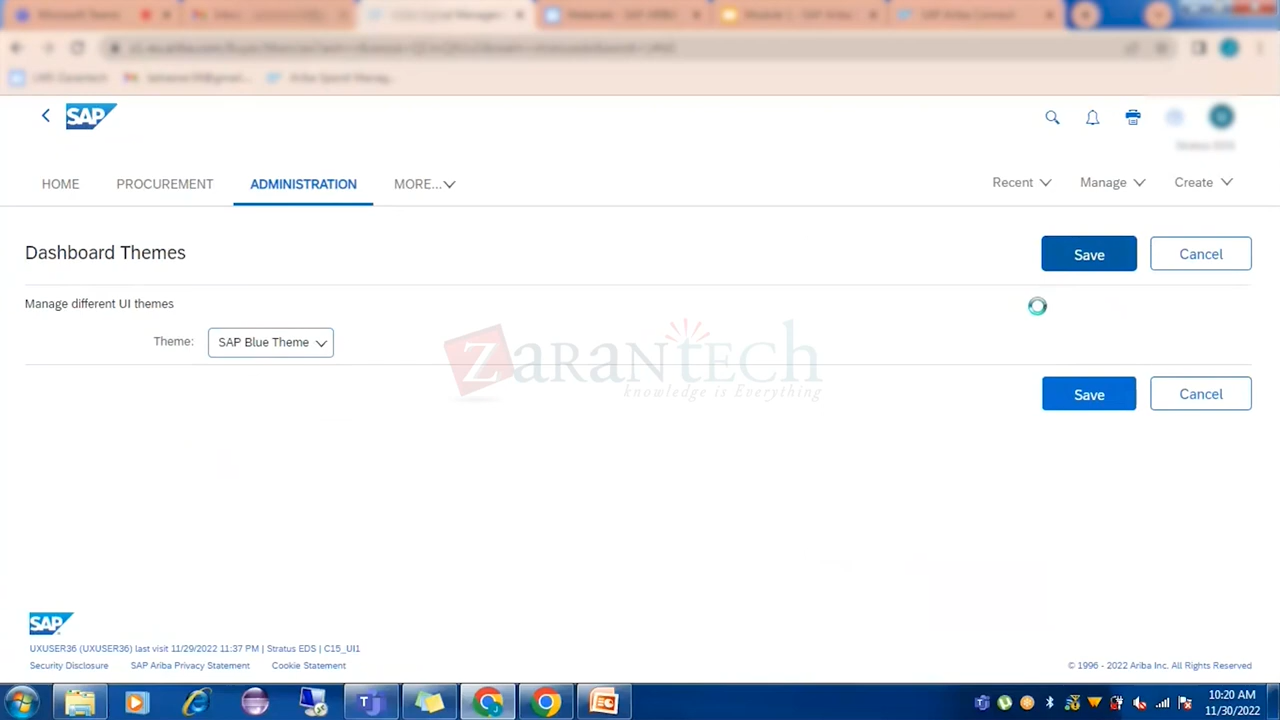 SAP
HOME PROCUREMENT ADMINISTRATION MORE... Recent Manage Create
Dashboard Themes Save Cancel
Manage different UI themes
Theme: SAP Blue Theme
ZaranTech
knowledge is Everything
Save Cancel
SAP
UXUSER36 (UXUSER36) last visit 11/29/2022 11:37 PM | Stratus EDS | C15_UI1
Security Disclosure SAP Ariba Privacy Statement Cookie Statement © 1996 - 2022 Ariba Inc. All Rights Reserved
10:20 AM
11/30/2022